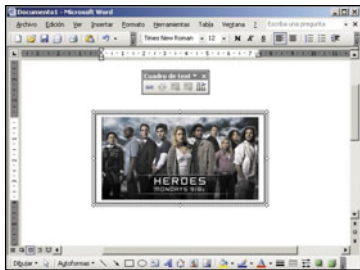 Documento1 - Microsoft Word
Archivo Edición Ver Insertar Formato Herramientas Tabla Ventana ? Escriba una pregunta
Times New Roman 12 N K S
Cuadro de text
HEROES
MONDAYS 9/8c
Dibujar Autoformas